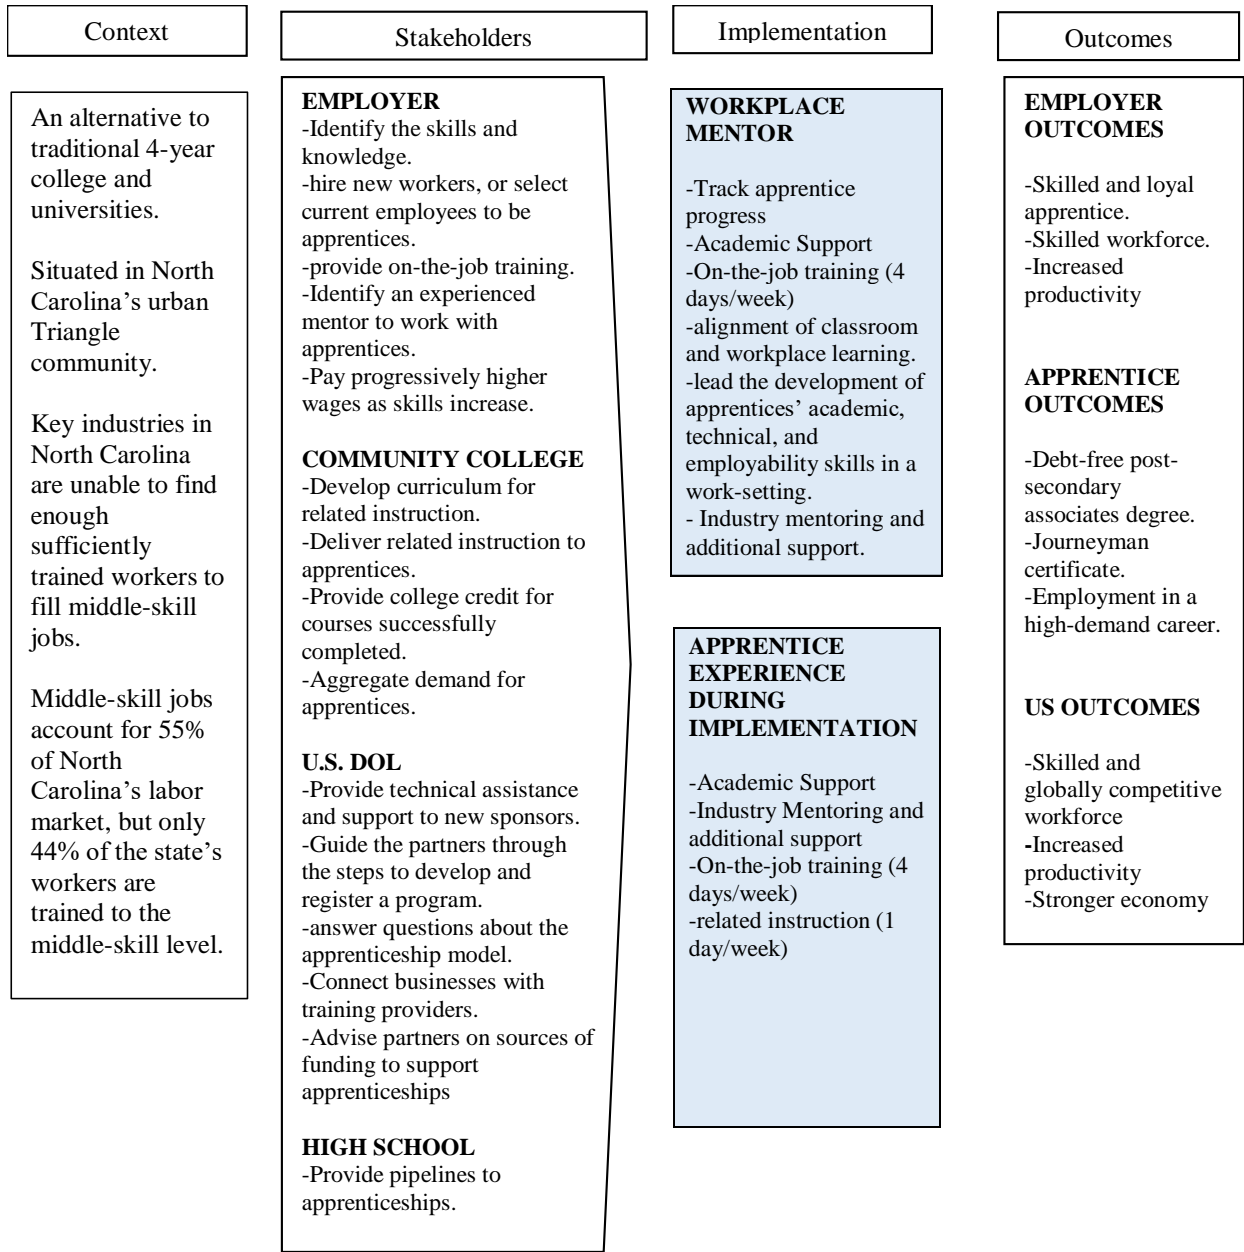 Context
Stakeholders
Implementation
Outcomes
An alternative to
traditional 4-year
college and
universities.
Situated in North
Carolina’s urban
Triangle
community.
Key industries in
North Carolina
are unable to find
enough
sufficiently
trained workers to
fill middle-skill
jobs.
Middle-skill jobs
account for 55%
of North
Carolina’s labor
market, but only
44% of the state’s
workers are
trained to the
middle-skill level.
EMPLOYER
-Identify the skills and
knowledge.
-hire new workers, or select
current employees to be
apprentices.
-provide on-the-job training.
-Identify an experienced
mentor to work with
apprentices.
-Pay progressively higher
wages as skills increase.
COMMUNITY COLLEGE
-Develop curriculum for
related instruction.
-Deliver related instruction to
apprentices.
-Provide college credit for
courses successfully
completed.
-Aggregate demand for
apprentices.
U.S. DOL
-Provide technical assistance
and support to new sponsors.
-Guide the partners through
the steps to develop and
register a program.
-answer questions about the
apprenticeship model.
-Connect businesses with
training providers.
-Advise partners on sources of
funding to support
apprenticeships
HIGH SCHOOL
-Provide pipelines to
apprenticeships.
WORKPLACE
MENTOR
-Track apprentice
progress
-Academic Support
-On-the-job training (4
days/week)
-alignment of classroom
and workplace learning.
-lead the development of
apprentices’ academic,
technical, and
employability skills in a
work-setting.
- Industry mentoring and
additional support.
APPRENTICE
EXPERIENCE
DURING
IMPLEMENTATION
-Academic Support
-Industry Mentoring and
additional support
-On-the-job training (4
days/week)
-related instruction (1
day/week)
EMPLOYER
OUTCOMES
-Skilled and loyal
apprentice.
-Skilled workforce.
-Increased
productivity
APPRENTICE
OUTCOMES
-Debt-free post-
secondary
associates degree.
-Journeyman
certificate.
-Employment in a
high-demand career.
US OUTCOMES
-Skilled and
globally competitive
workforce
-Increased
productivity
-Stronger economy